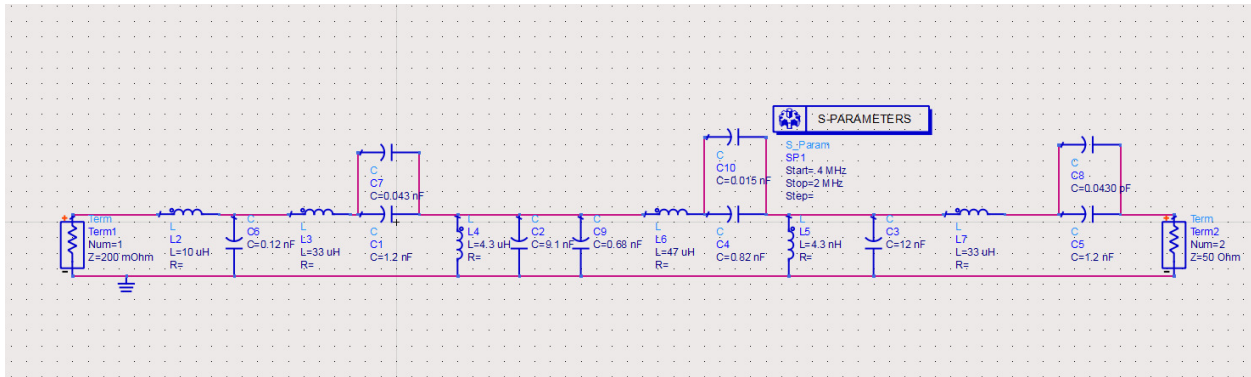 S-PARAMETERS
S_Param
SP1
Start=.4 MHz
Stop=2 MHz
Step=
Term
Term1
Num=1
Z=200 mOhm
L
L2
L=10 uH
R=
C
C6
C=0.12 nF
L
L3
L=33 uH
R=
C
C7
C=0.043 nF
C
C1
C=1.2 nF
L
L4
L=4.3 uH
R=
C
C2
C=9.1 nF
C
C9
C=0.68 nF
L
L6
L=47 uH
R=
C
C10
C=0.015 nF
C
C4
C=0.82 nF
L
L5
L=4.3 nH
R=
C
C3
C=12 nF
L
L7
L=33 uH
R=
C
C8
C=0.0430 pF
C
C5
C=1.2 nF
Term
Term2
Num=2
Z=50 Ohm